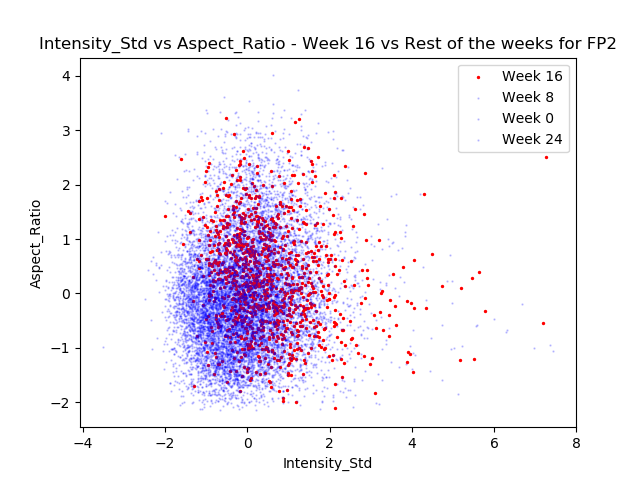 Intensity_Std vs Aspect_Ratio - Week 16 vs Rest of the weeks for FP2
Week 16
Week 8
Week 0
Week 24
4
3
2
1
0
−1
−2
Aspect_Ratio
−4
−2
0
2
4
6
8
Intensity_Std